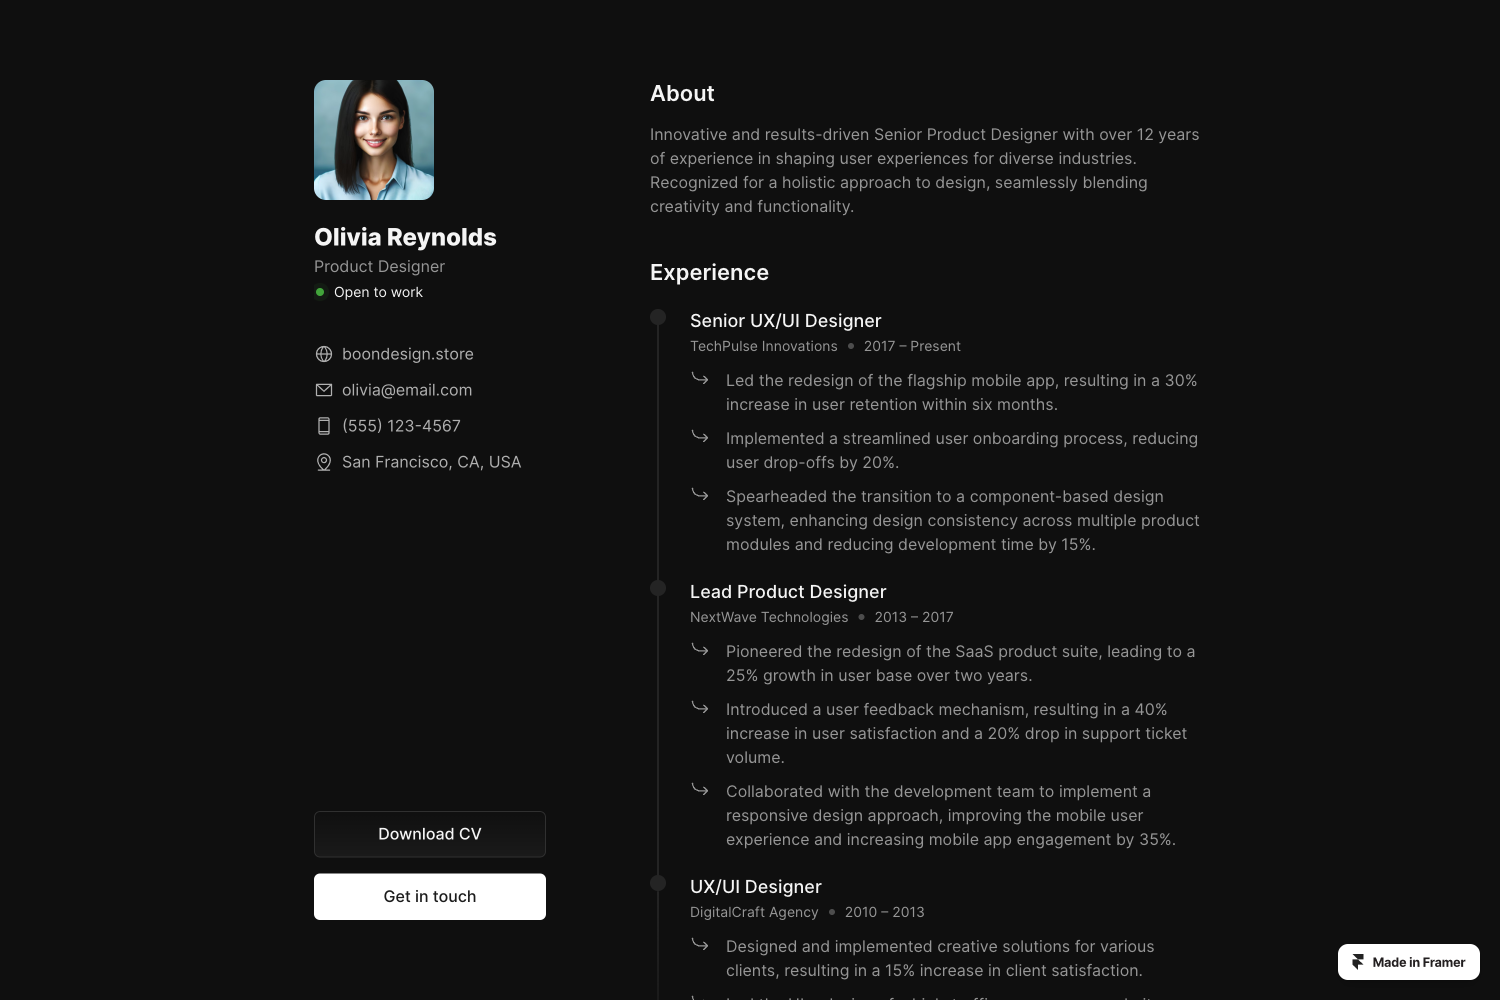 Olivia Reynolds
Product Designer
Open to work
boondesign.store
olivia@email.com
(555) 123-4567
San Francisco, CA, USA
Download CV
Get in touch
About
Innovative and results-driven Senior Product Designer with over 12 years
of experience in shaping user experiences for diverse industries.
Recognized for a holistic approach to design, seamlessly blending
creativity and functionality.
Experience
Senior UX/UI Designer
TechPulse Innovations • 2017 – Present
Led the redesign of the flagship mobile app, resulting in a 30%
increase in user retention within six months.
Implemented a streamlined user onboarding process, reducing
user drop-offs by 20%.
Spearheaded the transition to a component-based design
system, enhancing design consistency across multiple product
modules and reducing development time by 15%.
Lead Product Designer
NextWave Technologies • 2013 – 2017
Pioneered the redesign of the SaaS product suite, leading to a
25% growth in user base over two years.
Introduced a user feedback mechanism, resulting in a 40%
increase in user satisfaction and a 20% drop in support ticket
volume.
Collaborated with the development team to implement a
responsive design approach, improving the mobile user
experience and increasing mobile app engagement by 35%.
UX/UI Designer
DigitalCraft Agency • 2010 – 2013
Designed and implemented creative solutions for various
clients, resulting in a 15% increase in client satisfaction.
Made in Framer